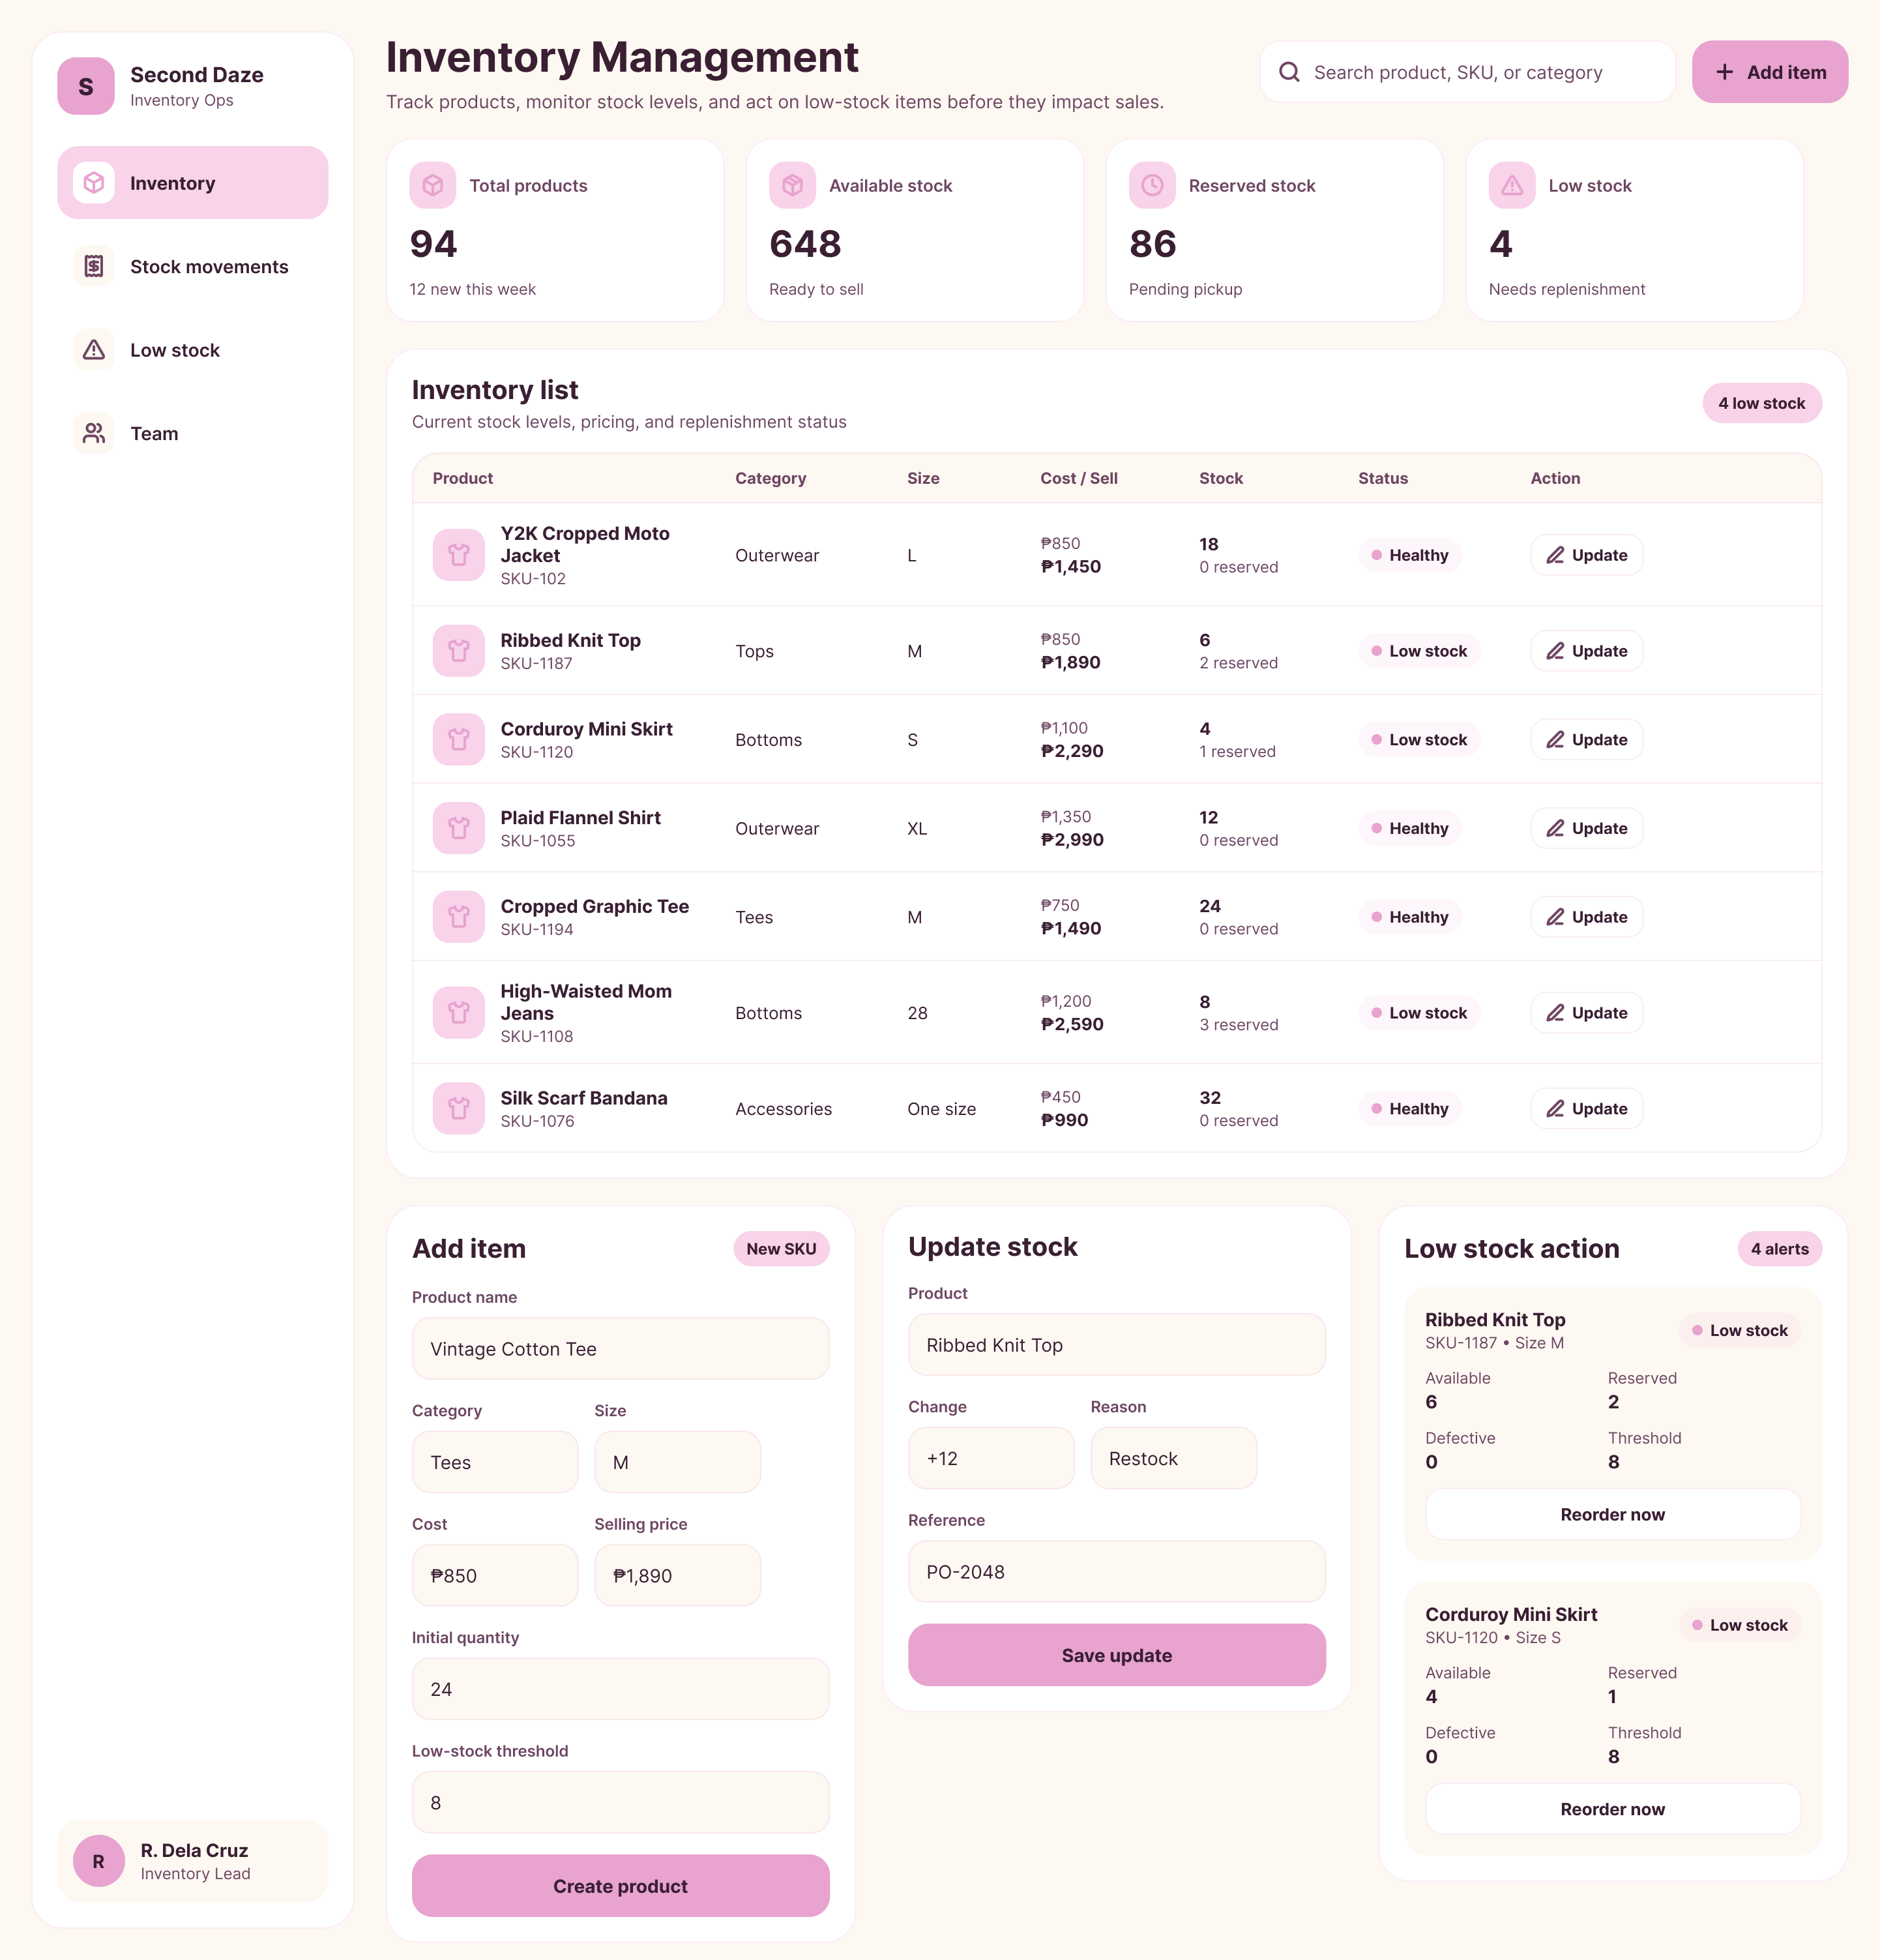 S
Second Daze
Inventory Ops
Inventory
Stock movements
Low stock
Team
R
R. Dela Cruz
Inventory Lead
Inventory Management
Track products, monitor stock levels, and act on low-stock items before they impact sales.
Search product, SKU, or category
+ Add item
Total products
94
12 new this week
Available stock
648
Ready to sell
Reserved stock
86
Pending pickup
Low stock
4
Needs replenishment
Inventory list
Current stock levels, pricing, and replenishment status
4 low stock
Product Category Size Cost / Sell Stock Status Action
Y2K Cropped Moto
Jacket
SKU-102
Outerwear
L
₱850
₱1,450
18
0 reserved
Healthy
Update
Ribbed Knit Top
SKU-1187
Tops
M
₱850
₱1,890
6
2 reserved
Low stock
Update
Corduroy Mini Skirt
SKU-1120
Bottoms
S
₱1,100
₱2,290
4
1 reserved
Low stock
Update
Plaid Flannel Shirt
SKU-1055
Outerwear
XL
₱1,350
₱2,990
12
0 reserved
Healthy
Update
Cropped Graphic Tee
SKU-1194
Tees
M
₱750
₱1,490
24
0 reserved
Healthy
Update
High-Waisted Mom
Jeans
SKU-1108
Bottoms
28
₱1,200
₱2,590
8
3 reserved
Low stock
Update
Silk Scarf Bandana
SKU-1076
Accessories
One size
₱450
₱990
32
0 reserved
Healthy
Update
Add item
New SKU
Product name
Vintage Cotton Tee
Category
Tees
Size
M
Cost
₱850
Selling price
₱1,890
Initial quantity
24
Low-stock threshold
8
Create product
Update stock
Product
Ribbed Knit Top
Change
+12
Reason
Restock
Reference
PO-2048
Save update
Low stock action
4 alerts
Ribbed Knit Top
SKU-1187 • Size M
Low stock
Available
6
Reserved
2
Defective
0
Threshold
8
Reorder now
Corduroy Mini Skirt
SKU-1120 • Size S
Low stock
Available
4
Reserved
1
Defective
0
Threshold
8
Reorder now